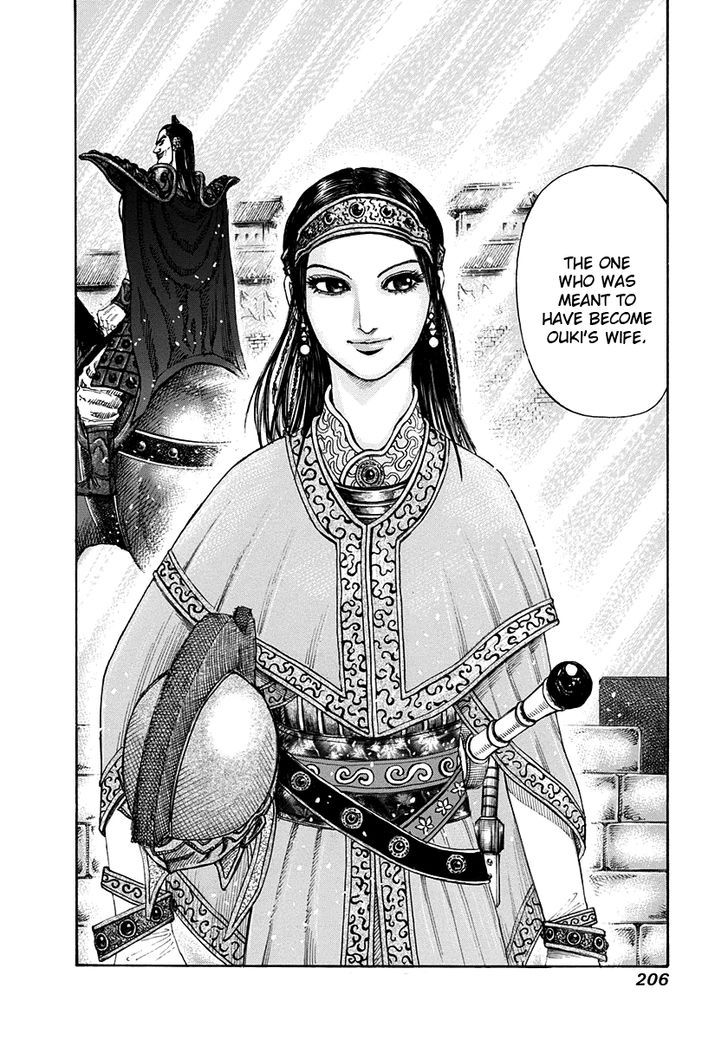 THE ONE
WHO WAS
MEANT TO
HAVE BECOME
OUKI'S WIFE.
206